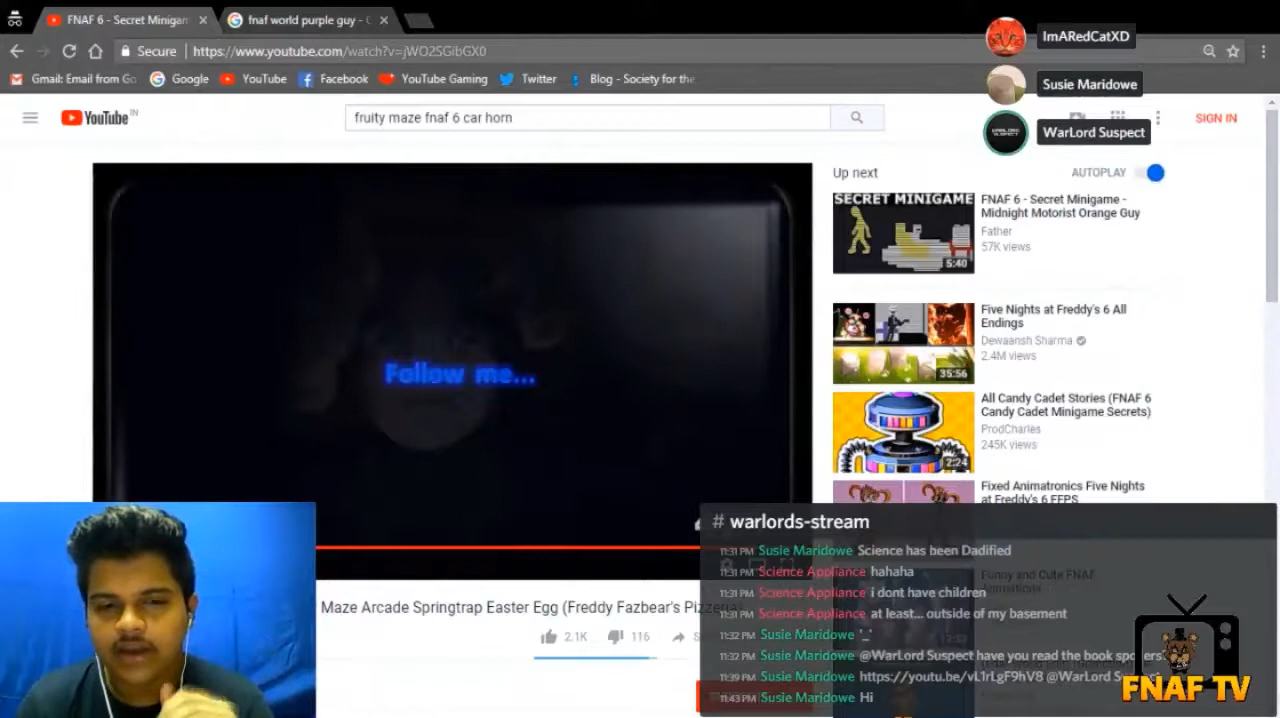 FNAF 6 - Secret Minigam
fnaf world purple guy -
ImARedCatXD
Secure https://www.youtube.com/watch?v=jWO2SGibGX0
Gmail: Email from Go Google YouTube Facebook YouTube Gaming Twitter Blog - Society for the
Susie Maridowe
YouTube IN
fruity maze fnaf 6 car horn
SIGN IN
WarLord Suspect
Up next
AUTOPLAY
SECRET MINIGAME
5:40
FNAF 6 - Secret Minigame -
Midnight Motorist Orange Guy
Father
57K views
35:56
Five Nights at Freddy's 6 All
Endings
Dewaansh Sharma
2.4M views
Follow me...
2:24
All Candy Cadet Stories (FNAF 6
Candy Cadet Minigame Secrets)
ProdCharles
245K views
Fixed Animatronics Five Nights
at Freddy's 6 FFPS
# warlords-stream
11:31 PM Susie Maridowe Science has been Dadified
11:31 PM Science Appliance hahaha
11:31 PM Science Appliance i dont have children
11:31 PM Science Appliance at least... outside of my basement
11:32 PM Susie Maridowe '_'
11:32 PM Susie Maridowe @WarLord Suspect have you read the book spoilers
11:39 PM Susie Maridowe https://youtu.be/vL1rLgF9hV8 @WarLord Su
11:43 PM Susie Maridowe Hi
Funny and Cute FNAF
Animations
Maze Arcade Springtrap Easter Egg (Freddy Fazbear's Pizzeria
2.1K 116
FNAF TV